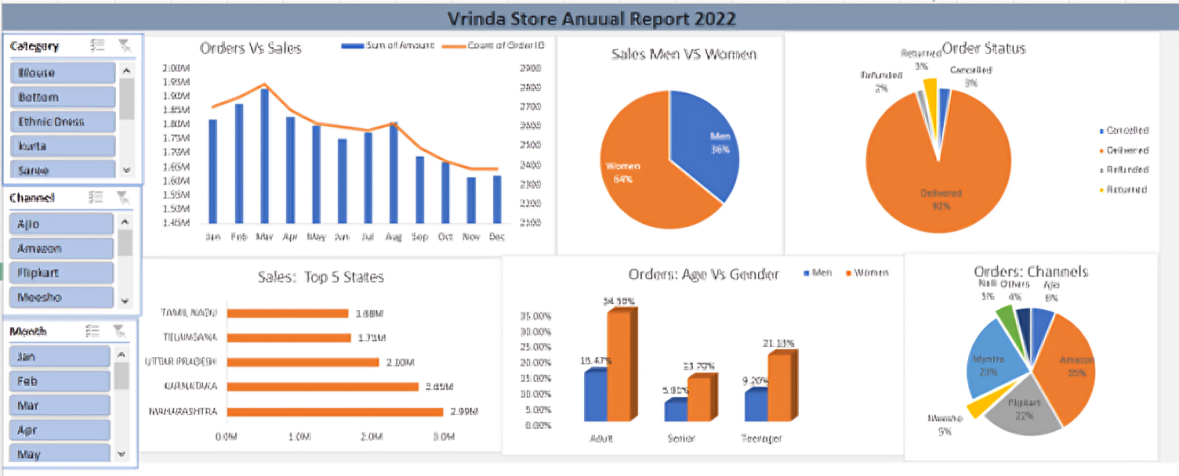 Vrinda Store Anuual Report 2022
Category
Blouse
Bottom
Ethnic Dress
kurta
Saree
Channel
Ajio
Amazon
Flipkart
Meesho
Month
Jan
Feb
Mar
Apr
May
Orders Vs Sales
Sum of Amount
Count of Order ID
2.00M
1.95M
1.90M
1.85M
1.80M
1.75M
1.70M
1.65M
1.60M
1.55M
1.50M
1.45M
2900
2800
2700
2600
2500
2400
2300
2200
2100
Jan Feb Mar Apr May Jun Jul Aug Sep Oct Nov Dec
Sales Men VS Women
Men
36%
Women
64%
Order Status
Returned
3%
Cancelled
3%
Refunded
2%
Delivered
92%
Cancelled
Delivered
Refunded
Returned
Sales: Top 5 States
TAMIL NADU
1.68M
TELANGANA
1.71M
UTTAR PRADESH
2.10M
KARNATAKA
2.65M
MAHARASHTRA
2.99M
0.0M 1.0M 2.0M 3.0M
Orders: Age Vs Gender
Men
Women
35.00%
30.00%
25.00%
20.00%
15.00%
10.00%
5.00%
0.00%
15.47%
13.79%
9.20%
21.13%
Adult
Senior
Teenager
Orders: Channels
Nalli
3%
Others
4%
Ajio
6%
Amazon
35%
Flipkart
22%
Meesho
5%
Myntra